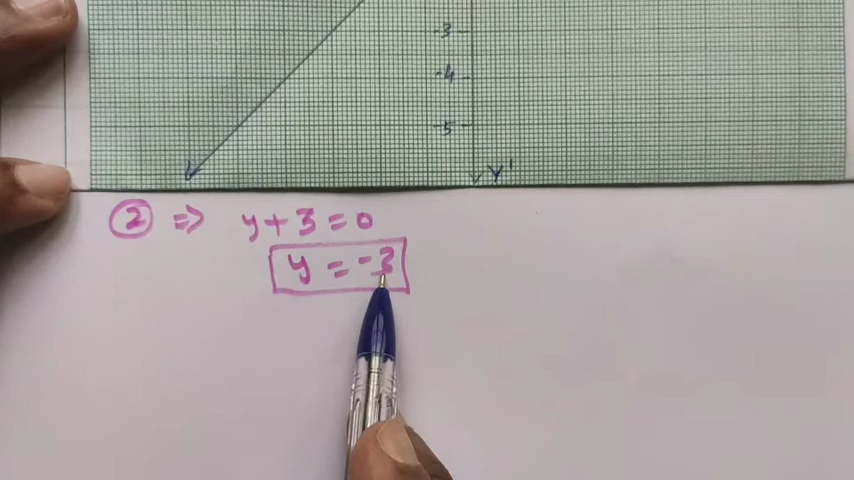 -3
-4
-5
Y'
② => y + 3 = 0
y = -3